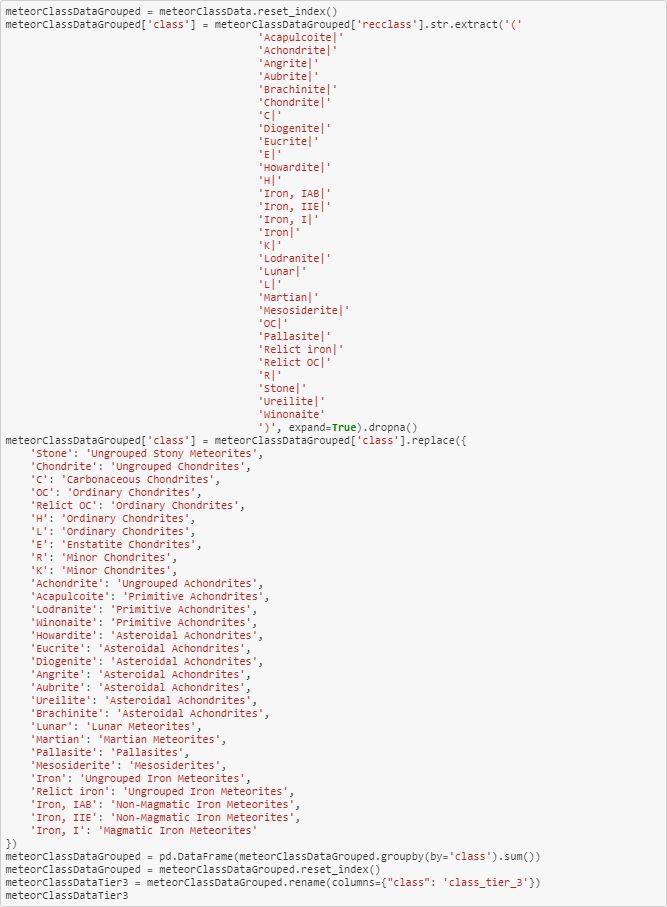 meteorClassDataGrouped = meteorClassData.reset_index()
meteorClassDataGrouped['class'] = meteorClassDataGrouped['recclass'].str.extract('('
'Acapulcoite|'
'Achondrite|'
'Angrite|'
'Aubrite|'
'Brachinite|'
'Chondrite|'
'C|'
'Diogenite|'
'Eucrite|'
'E|'
'Howardite|'
'H|'
'Iron, IAB|'
'Iron, IIE|'
'Iron, I|'
'Iron|'
'K|'
'Lodranite|'
'Lunar|'
'L|'
'Martian|'
'Mesosiderite|'
'OC|'
'Pallasite|'
'Relict iron|'
'Relict OC|'
'R|'
'Stone|'
'Ureilite|'
'Winonaite'
')', expand=True).dropna()
meteorClassDataGrouped['class'] = meteorClassDataGrouped['class'].replace({
'Stone': 'Ungrouped Stony Meteorites',
'Chondrite': 'Ungrouped Chondrites',
'C': 'Carbonaceous Chondrites',
'OC': 'Ordinary Chondrites',
'Relict OC': 'Ordinary Chondrites',
'H': 'Ordinary Chondrites',
'L': 'Ordinary Chondrites',
'E': 'Enstatite Chondrites',
'R': 'Minor Chondrites',
'K': 'Minor Chondrites',
'Achondrite': 'Ungrouped Achondrites',
'Acapulcoite': 'Primitive Achondrites',
'Lodranite': 'Primitive Achondrites',
'Winonaite': 'Primitive Achondrites',
'Howardite': 'Asteroidal Achondrites',
'Eucrite': 'Asteroidal Achondrites',
'Diogenite': 'Asteroidal Achondrites',
'Angrite': 'Asteroidal Achondrites',
'Aubrite': 'Asteroidal Achondrites',
'Ureilite': 'Asteroidal Achondrites',
'Brachinite': 'Asteroidal Achondrites',
'Lunar': 'Lunar Meteorites',
'Martian': 'Martian Meteorites',
'Pallasite': 'Pallasites',
'Mesosiderite': 'Mesosiderites',
'Iron': 'Ungrouped Iron Meteorites',
'Relict iron': 'Ungrouped Iron Meteorites',
'Iron, IAB': 'Non-Magmatic Iron Meteorites',
'Iron, IIE': 'Non-Magmatic Iron Meteorites',
'Iron, I': 'Magmatic Iron Meteorites'
})
meteorClassDataGrouped = pd.DataFrame(meteorClassDataGrouped.groupby(by='class').sum())
meteorClassDataGrouped = meteorClassDataGrouped.reset_index()
meteorClassDataTier3 = meteorClassDataGrouped.rename(columns={"class": 'class_tier_3'})
meteorClassDataTier3